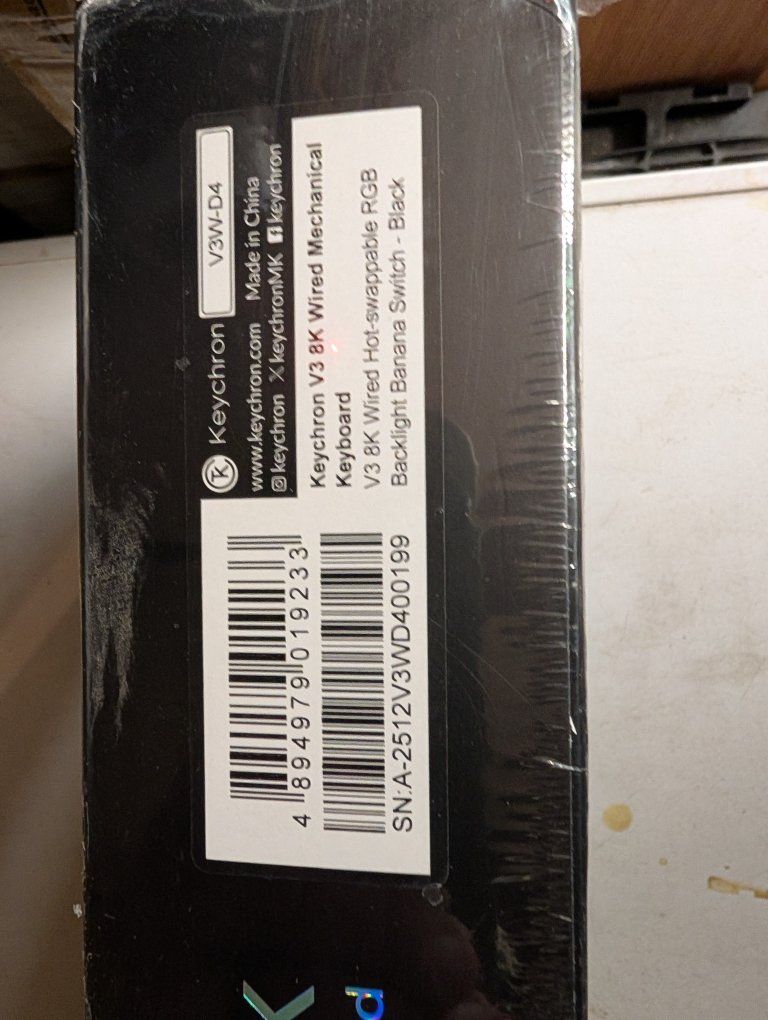 Keychron V3W-D4
www.keychron.com Made in China
keychron keychronMK keychron
Keychron V3 8K Wired Mechanical
Keyboard
V3 8K Wired Hot-swappable RGB
Backlight Banana Switch - Black
4 894979 019233
SN:A-2512V3WD400199
K
d